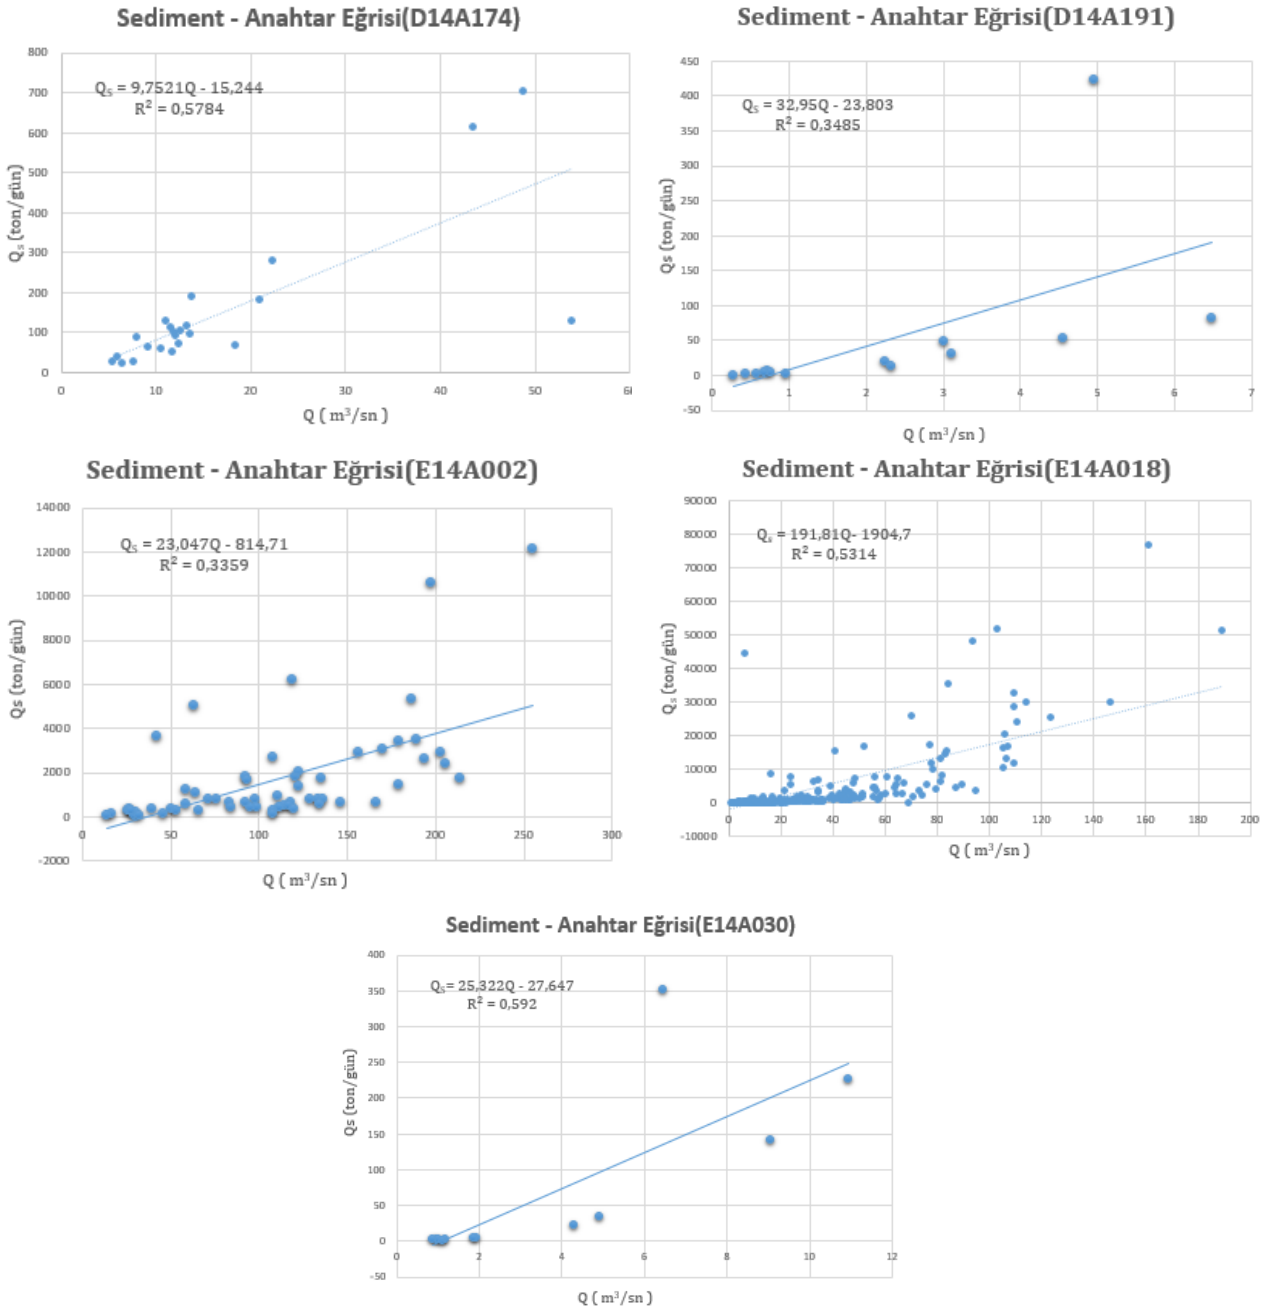 Sediment - Anahtar Eğrisi(D14A174)
800
700
600
500
400
300
200
100
0
Qs (ton/gün)
Qs = 9,7521Q - 15,244
R² = 0,5784
0 10 20 30 40 50 6
Q ( m³/sn )
Sediment - Anahtar Eğrisi(D14A191)
450
400
350
300
250
200
150
100
50
0
-50
Qs (ton/gün)
Qs = 32,95Q - 23,803
R² = 0,3485
0 1 2 3 4 5 6 7
Q ( m³/sn )
Sediment - Anahtar Eğrisi(E14A002)
14000
12000
10000
8000
6000
4000
2000
0
-2000
Qs (ton/gün)
Qs = 23,047Q - 814,71
R² = 0,3359
0 50 100 150 200 250 300
Q ( m³/sn )
Sediment - Anahtar Eğrisi(E14A018)
90000
80000
70000
60000
50000
40000
30000
20000
10000
0
-10000
Qs (ton/gün)
Qs = 191,81Q- 1904,7
R² = 0,5314
0 20 40 60 80 100 120 140 160 180 200
Q ( m³/sn )
Sediment - Anahtar Eğrisi(E14A030)
400
350
300
250
200
150
100
50
0
-50
Qs (ton/gün)
Qs= 25,322Q - 27,647
R² = 0,592
0 2 4 6 8 10 12
Q ( m³/sn )